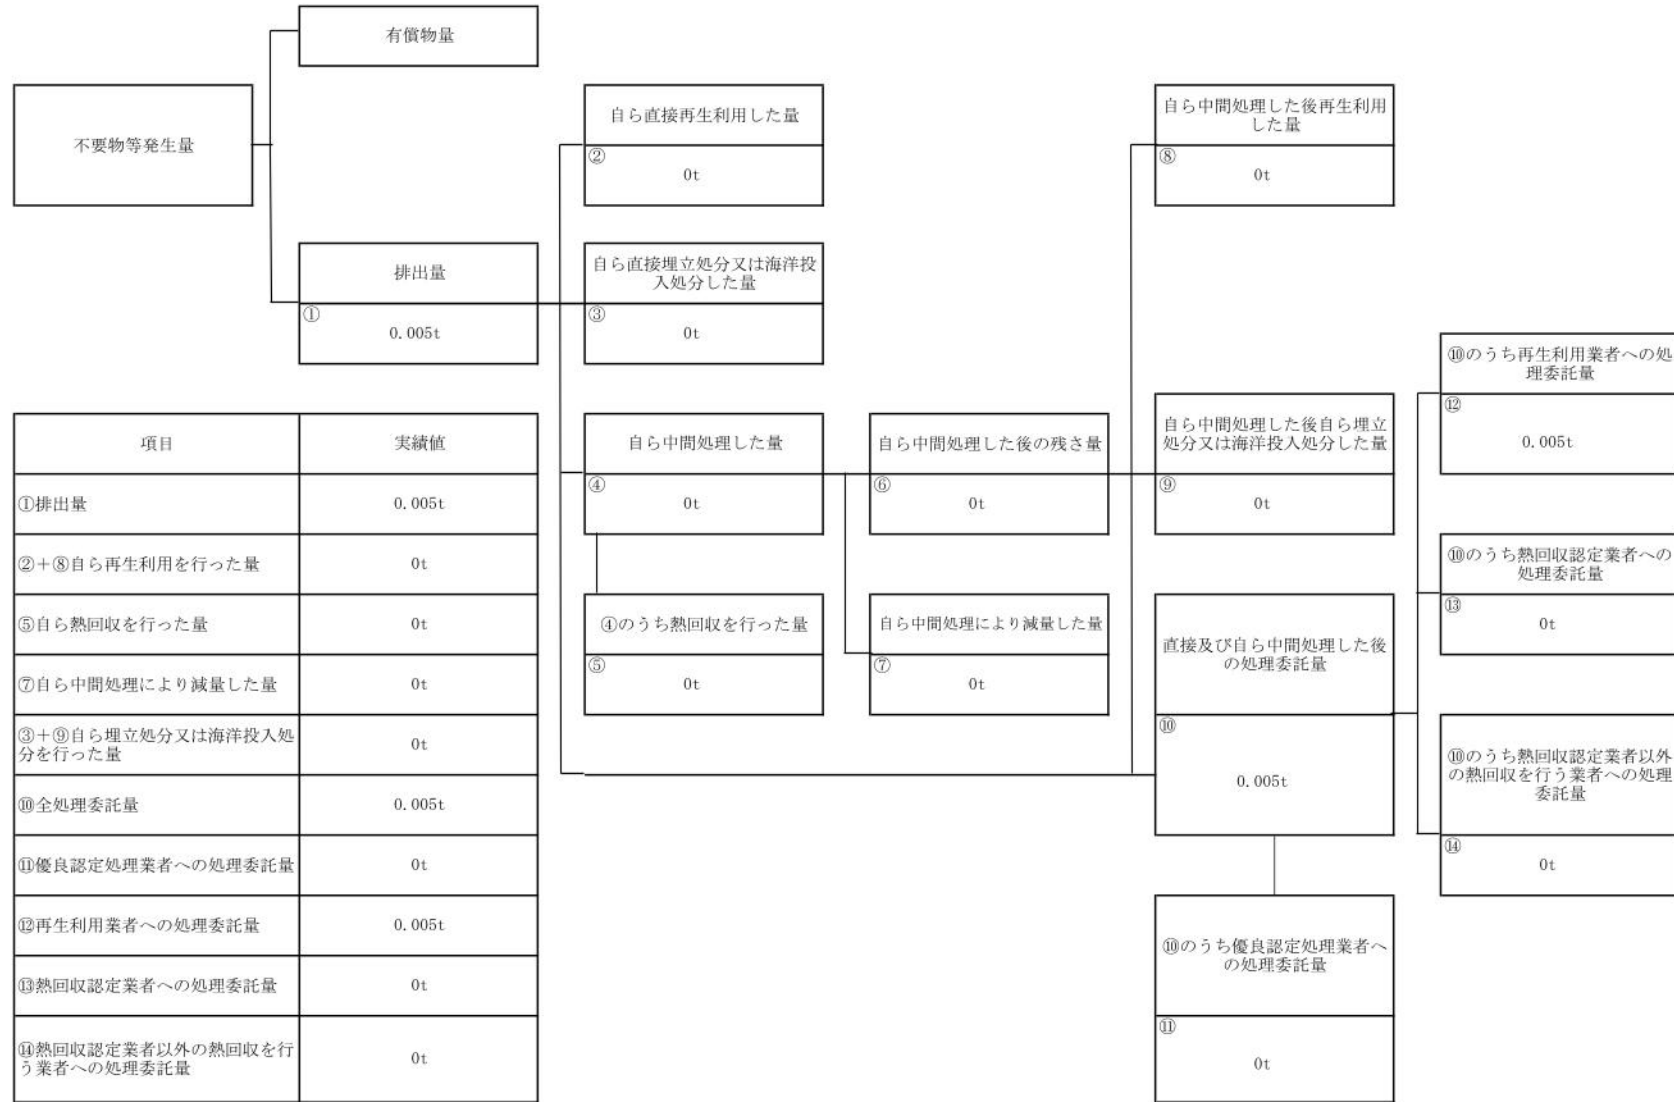 有償物量
不要物等発生量
自ら直接再生利用した量
②
0t
自ら中間処理した後再生利用
した量
⑧
0t
排出量
①
0.005t
自ら直接埋立処分又は海洋投
入処分した量
③
0t
⑩のうち再生利用業者への処
理委託量
⑫
0.005t
項目
実績値
①排出量
0.005t
②+⑧自ら再生利用を行った量
0t
⑤自ら熱回収を行った量
0t
⑦自ら中間処理により減量した量
0t
③+⑨自ら埋立処分又は海洋投入処
分を行った量
0t
⑩全処理委託量
0.005t
⑪優良認定処理業者への処理委託量
0t
⑫再生利用業者への処理委託量
0.005t
⑬熱回収認定業者への処理委託量
0t
⑭熱回収認定業者以外の熱回収を行
う業者への処理委託量
0t
自ら中間処理した量
④
0t
自ら中間処理した後の残さ量
⑥
0t
自ら中間処理した後自ら埋立
処分又は海洋投入処分した量
⑨
0t
④のうち熱回収を行った量
⑤
0t
自ら中間処理により減量した量
⑦
0t
直接及び自ら中間処理した後
の処理委託量
⑩
0.005t
⑩のうち熱回収認定業者への
処理委託量
⑬
0t
⑩のうち熱回収認定業者以外
の熱回収を行う業者への処理
委託量
⑭
0t
⑩のうち優良認定処理業者へ
の処理委託量
⑪
0t